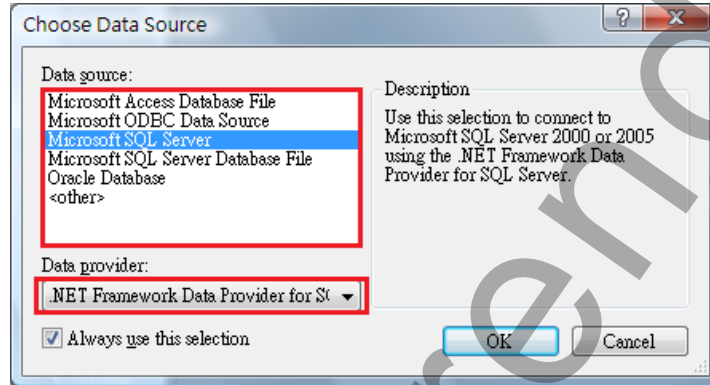 Choose Data Source
?
Data source:
Microsoft Access Database File
Microsoft ODBC Data Source
Microsoft SQL Server
Microsoft SQL Server Database File
Oracle Database
<other>
Description
Use this selection to connect to
Microsoft SQL Server 2000 or 2005
using the .NET Framework Data
Provider for SQL Server.
Data provider:
.NET Framework Data Provider for
Always use this selection
OK
Cancel